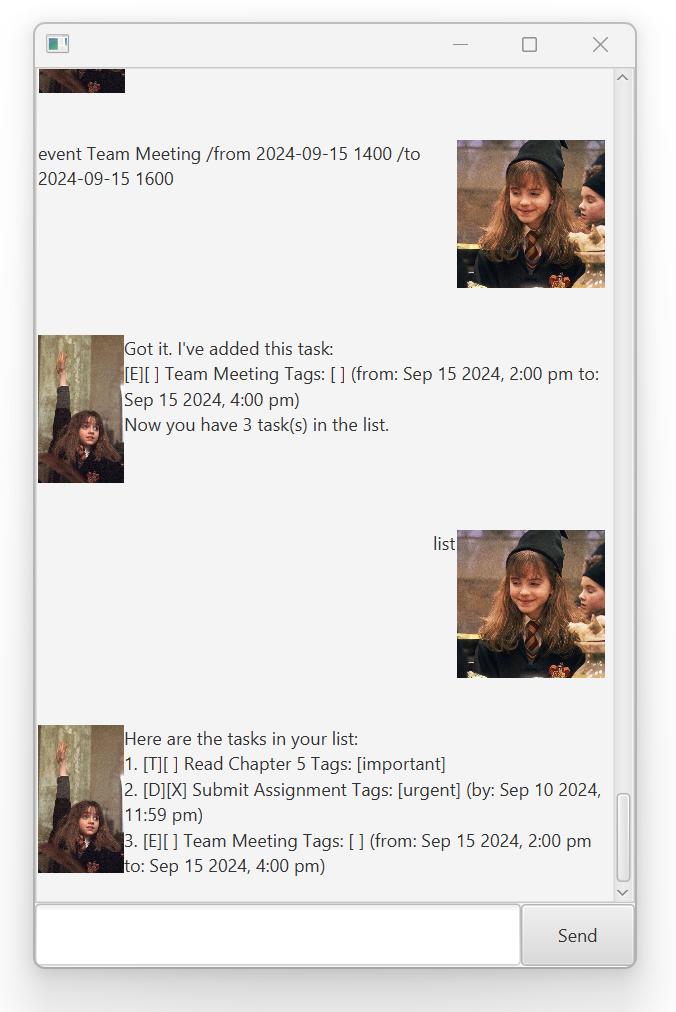 event Team Meeting /from 2024-09-15 1400 /to
2024-09-15 1600
Got it. I've added this task:
[E][ ] Team Meeting Tags: [ ] (from: Sep 15 2024, 2:00 pm to:
Sep 15 2024, 4:00 pm)
Now you have 3 task(s) in the list.
list
Here are the tasks in your list:
1. [T][ ] Read Chapter 5 Tags: [important]
2. [D][X] Submit Assignment Tags: [urgent] (by: Sep 10 2024,
11:59 pm)
3. [E][ ] Team Meeting Tags: [ ] (from: Sep 15 2024, 2:00 pm
to: Sep 15 2024, 4:00 pm)
Send